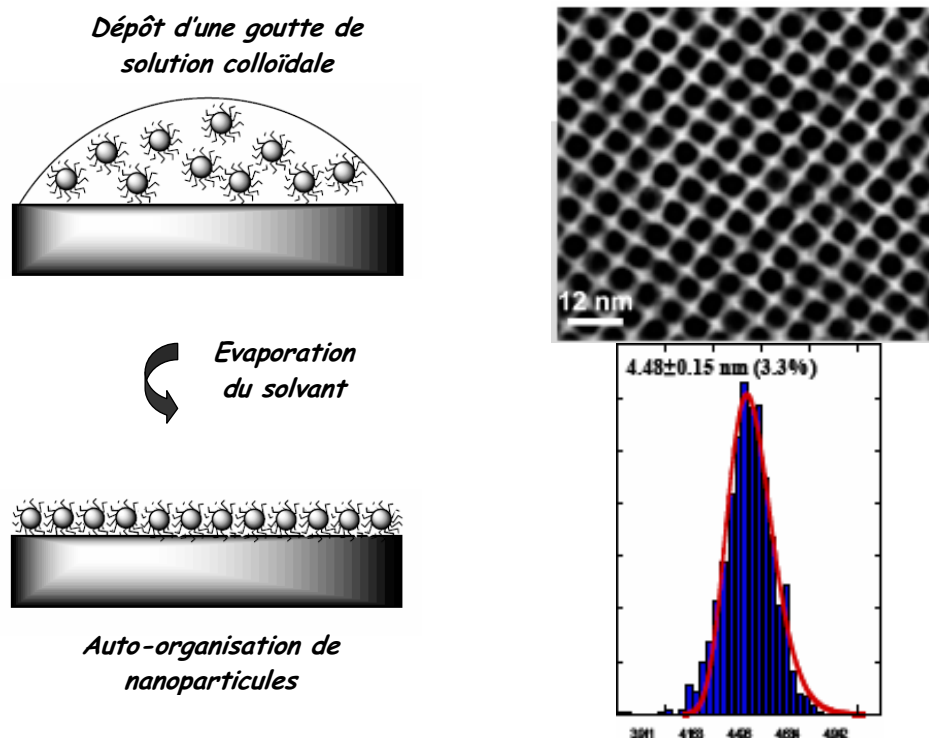 Dépôt d'une goutte de
solution colloïdale
Evaporation
du solvant
Auto-organisation de
nanoparticules
12 nm
4.48±0.15 nm (3.3%)